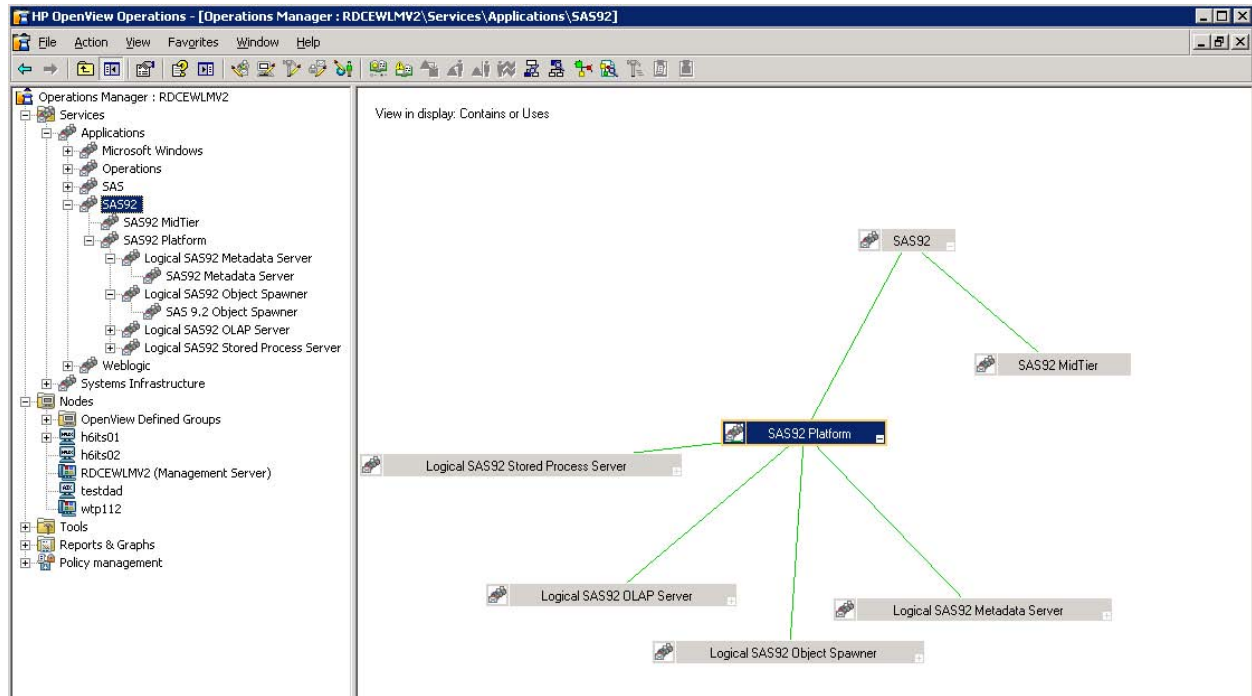 HP OpenView Operations - [Operations Manager : RDCEWLMV2\Services\Applications\SAS92]
File Action View Favorites Window Help
Operations Manager : RDCEWLMV2
Services
Applications
Microsoft Windows
Operations
SAS
SAS92
SAS92 MidTier
SAS92 Platform
Logical SAS92 Metadata Server
SAS92 Metadata Server
Logical SAS92 Object Spawner
SAS 9.2 Object Spawner
Logical SAS92 OLAP Server
Logical SAS92 Stored Process Server
Weblogic
Systems Infrastructure
Nodes
OpenView Defined Groups
h6its01
h6its02
RDCEWLMV2 (Management Server)
testdad
wtp112
Tools
Reports & Graphs
Policy management
View in display: Contains or Uses
SAS92
SAS92 MidTier
SAS92 Platform
Logical SAS92 Stored Process Server
Logical SAS92 OLAP Server
Logical SAS92 Metadata Server
Logical SAS92 Object Spawner